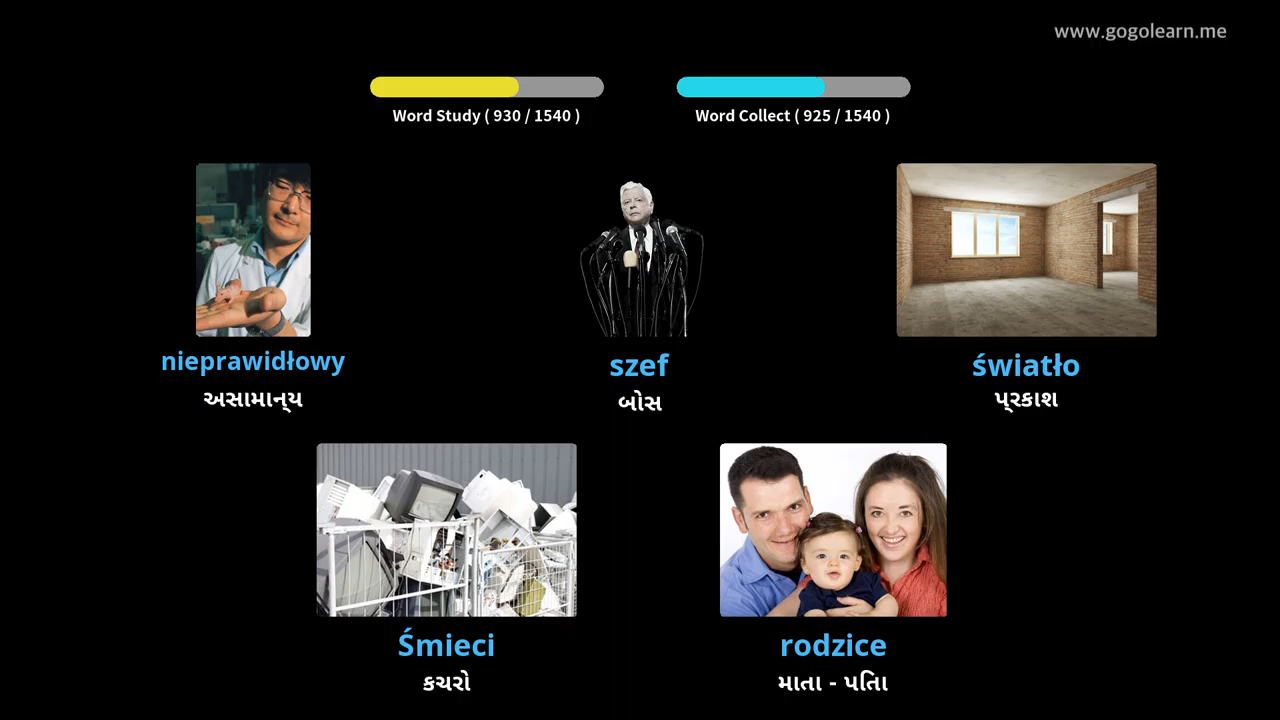 www.gogolearn.me
Word Study ( 930 / 1540 )
Word Collect ( 925 / 1540 )
nieprawidłowy
અસામાન્ય
szef
બોસ
światło
પ્રકાશ
Śmieci
કચરો
rodzice
માતા - પિતા